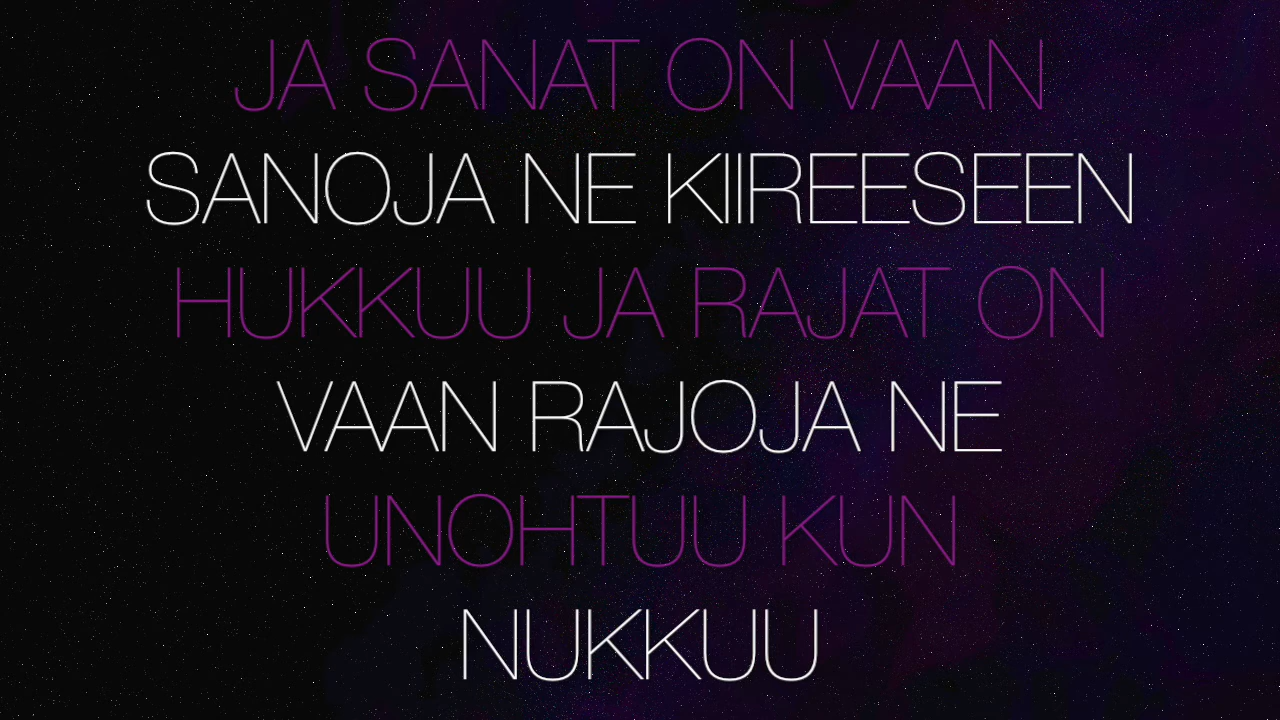 JA SANAT ON VAAN
SANOJA NE KIIREESEEN
HUKKUU JA RAJAT ON
VAAN RAJOJA NE
UNOHTUU KUN
NUKKUU